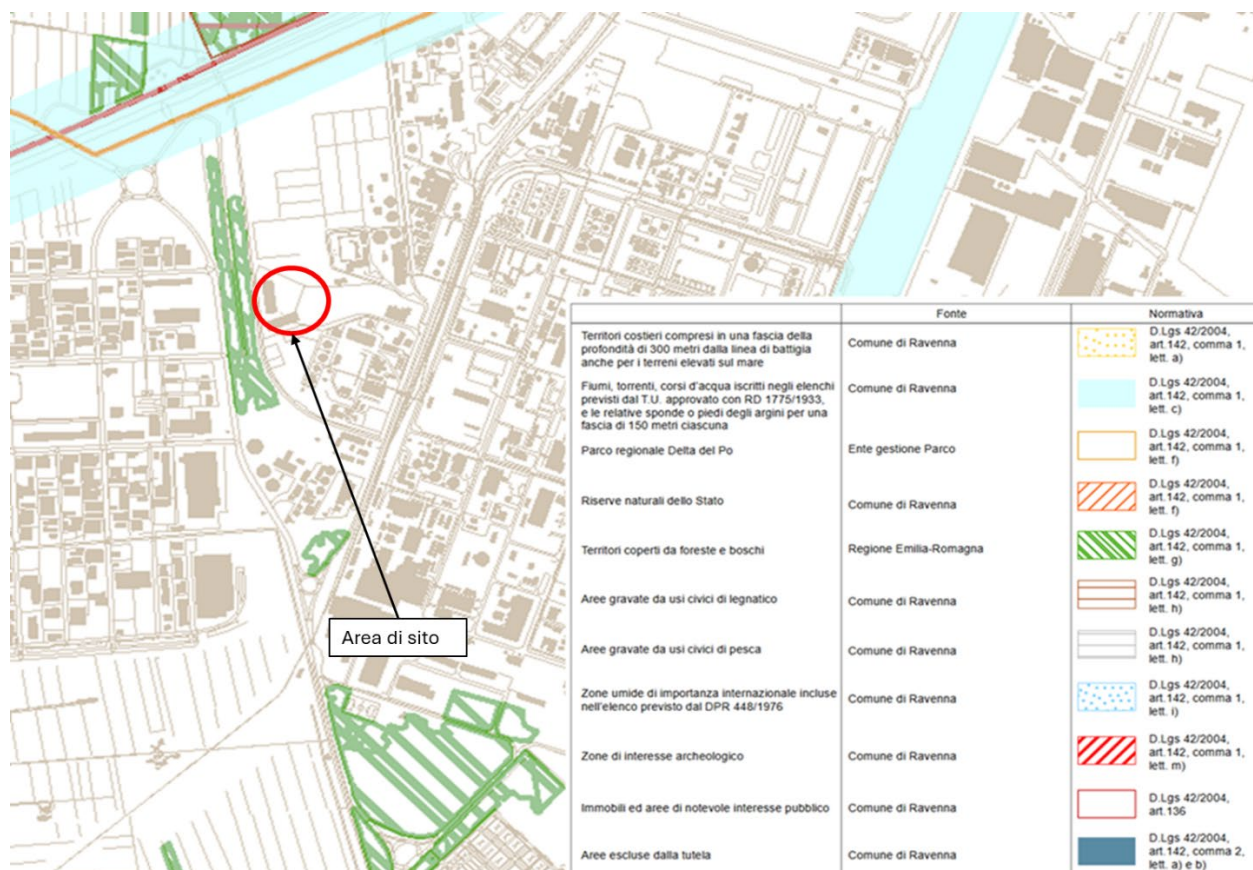 Area di sito
Fonte
Normativa
Territori costieri compresi in una fascia della
profondità di 300 metri dalla linea di battigia
anche per i terreni elevati sul mare
Comune di Ravenna
D.Lgs 42/2004,
art.142, comma 1,
lett. a)
Fiumi, torrenti, corsi d'acqua iscritti negli elenchi
previsti dal T.U. approvato con RD 1775/1933,
e le relative sponde o piedi degli argini per una
fascia di 150 metri ciascuna
Comune di Ravenna
D.Lgs 42/2004,
art.142, comma 1,
lett. c)
Parco regionale Delta del Po
Ente gestione Parco
D.Lgs 42/2004,
art.142, comma 1,
lett. f)
Riserve naturali dello Stato
Comune di Ravenna
D.Lgs 42/2004,
art.142, comma 1,
lett. f)
Territori coperti da foreste e boschi
Regione Emilia-Romagna
D.Lgs 42/2004,
art.142, comma 1,
lett. g)
Aree gravate da usi civici di legnatico
Comune di Ravenna
D.Lgs 42/2004,
art.142, comma 1,
lett. h)
Aree gravate da usi civici di pesca
Comune di Ravenna
D.Lgs 42/2004,
art.142, comma 1,
lett. h)
Zone umide di importanza internazionale incluse
nell'elenco previsto dal DPR 448/1976
Comune di Ravenna
D.Lgs 42/2004,
art.142, comma 1,
lett. i)
Zone di interesse archeologico
Comune di Ravenna
D.Lgs 42/2004,
art.142, comma 1,
lett. m)
Immobili ed aree di notevole interesse pubblico
Comune di Ravenna
D.Lgs 42/2004,
art.136
Aree escluse dalla tutela
Comune di Ravenna
D.Lgs 42/2004,
art.142, comma 2,
lett. a) e b)